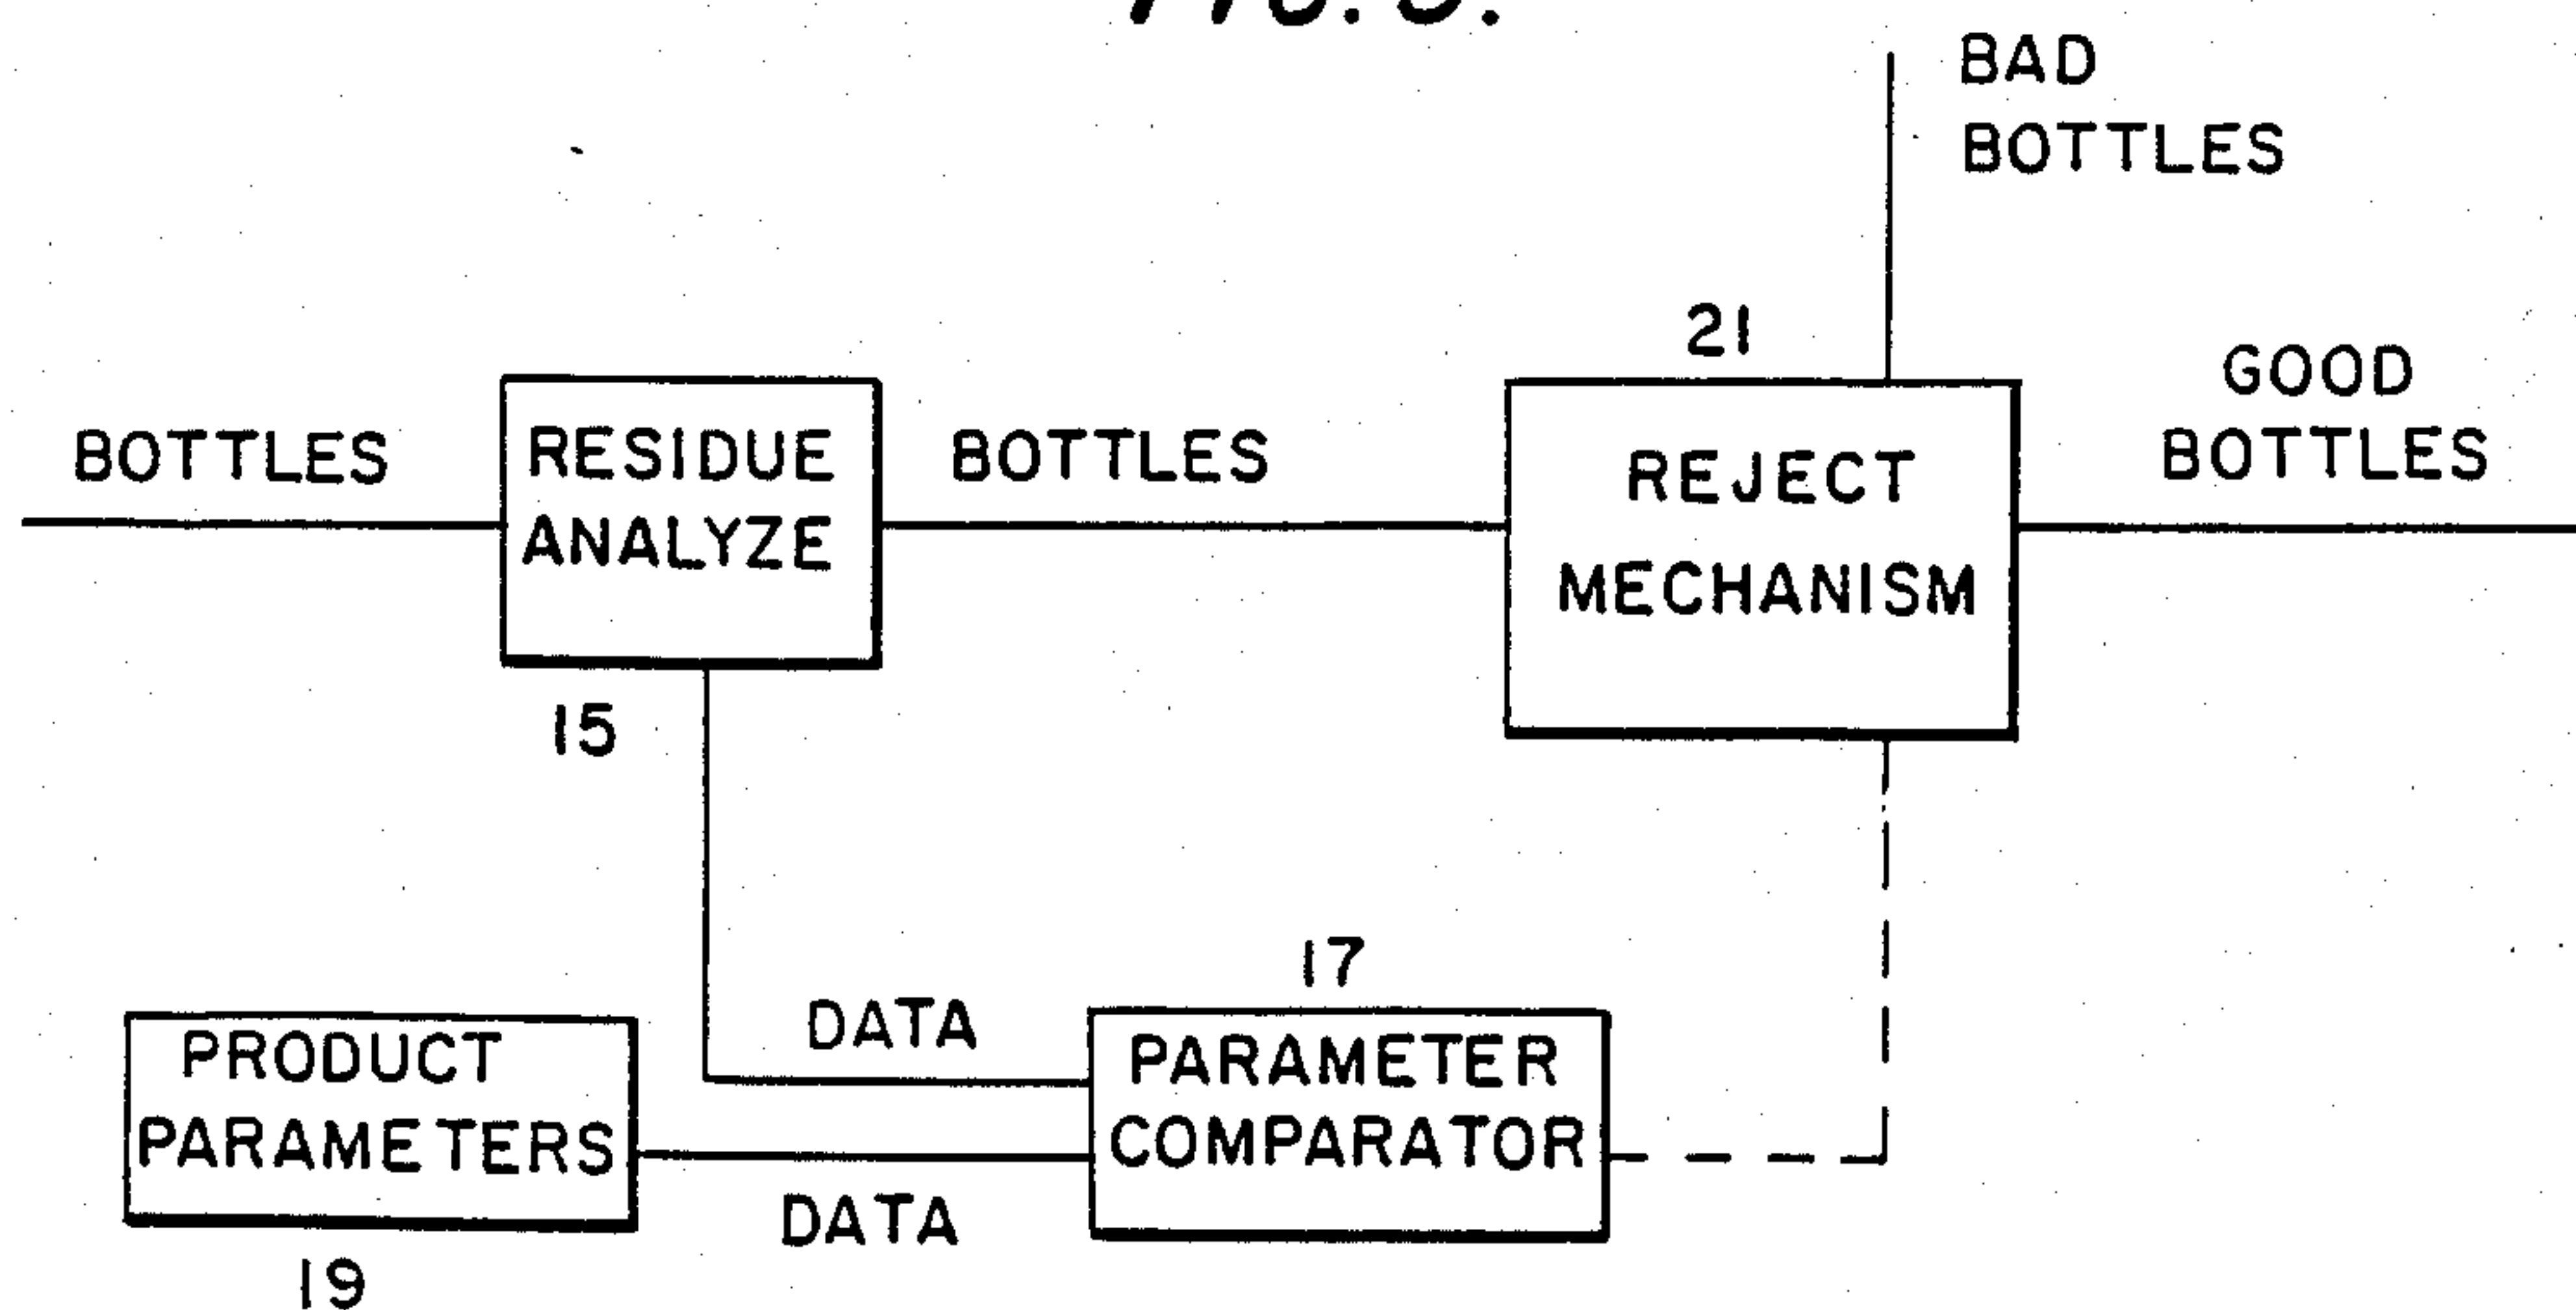 BAD
BOTTLES
21
GOOD
BOTTLES
BOTTLES
RESIDUE
ANALYZE
BOTTLES
REJECT
MECHANISM
15
17
DATA
PRODUCT
PARAMETERS
PARAMETER
COMPARATOR
DATA
19